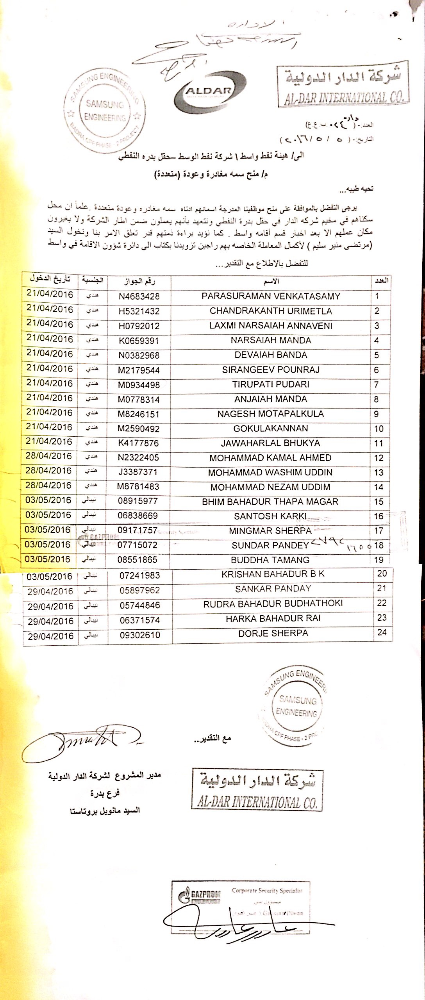 الاداره
SAMSUNG ENGINEERING
SAMSUNG
ENGINEERING
BADRA CPF PHASE - 2 PROJECT
ALDAR
شركة الدار الدولية
AL-DAR INTERNATIONAL CO.
العدد:- ( دار ٠٢٤ ب.ع.ع)
التاريخ:- ( ٥ / ٥ / ٢٠١٦ )
الى/ هيئة نفط واسط \ شركة نفط الوسط –حقل بدره النفطي
م/ منح سمه مغادرة وعودة (متعددة)
تحيه طيبه...
يرجى التفضل بالموافقة على منح موظفينا المدرجة اسمائهم ادناه سمه مغادره وعودة متعددة .علماً ان محل
سكناهم في مخيم شركه الدار في حقل بدرة النفطي ونتعهد بأنهم يعملون ضمن اطار الشركة ولا يغيرون
مكان عملهم الا بعد اخبار قسم أقامه واسط . كما نؤيد براءة ذمتهم قدر تعلق الامر بنا ونخول السيد
(مرتضى منير سليم ) لأكمال المعاملة الخاصه بهم راجين تزويدنا بكتاب الى دائرة شؤون الاقامة في واسط
للتفضل بالاطلاع مع التقدير...
العدد الاسم رقم الجواز الجنسية تأريخ الدخول
1 PARASURAMAN VENKATASAMY N4683428 هندي 21/04/2016
2 CHANDRAKANTH URIMETLA H5321432 هندي 21/04/2016
3 LAXMI NARSAIAH ANNAVENI H0792012 هندي 21/04/2016
4 NARSAIAH MANDA K0659391 هندي 21/04/2016
5 DEVAIAH BANDA N0382968 هندي 21/04/2016
6 SIRANGEEV POUNRAJ M2179544 هندي 21/04/2016
7 TIRUPATI PUDARI M0934498 هندي 21/04/2016
8 ANJAIAH MANDA M0778314 هندي 21/04/2016
9 NAGESH MOTAPALKULA M8246151 هندي 21/04/2016
10 GOKULAKANNAN M2590492 هندي 21/04/2016
11 JAWAHARLAL BHUKYA K4177876 هندي 21/04/2016
12 MOHAMMAD KAMAL AHMED N2322405 هندي 28/04/2016
13 MOHAMMAD WASHIM UDDIN J3387371 هندي 28/04/2016
14 MOHAMMAD NEZAM UDDIM M8781483 هندي 28/04/2016
15 BHIM BAHADUR THAPA MAGAR 08915977 نيبالي 03/05/2016
16 SANTOSH KARKI 06838669 نيبالي 03/05/2016
17 MINGMAR SHERPA 09171757 نيبالي 03/05/2016
18 SUNDAR PANDEY 07715072 نيبالي 03/05/2016
19 BUDDHA TAMANG 08551865 نيبالي 03/05/2016
20 KRISHAN BAHADUR B K 07241983 نيبالي 03/05/2016
21 SANKAR PANDAY 05897962 نيبالي 29/04/2016
22 RUDRA BAHADUR BUDHATHOKI 05744846 نيبالي 29/04/2016
23 HARKA BAHADUR RAI 06371574 نيبالي 29/04/2016
24 DORJE SHERPA 09302610 نيبالي 29/04/2016
SAMSUNG ENGINEERI
SAMSUNG
ENGINEERING
CPF PHASE - 2 PR
مع التقدير..
مدير المشروع لشركة الدار الدولية
فرع بدرة
السيد مانويل بروتاستا
شركة الدار الدولية
AL-DAR INTERNATIONAL CO.
GAZPROM
Corporate Security Specialist
Diwan